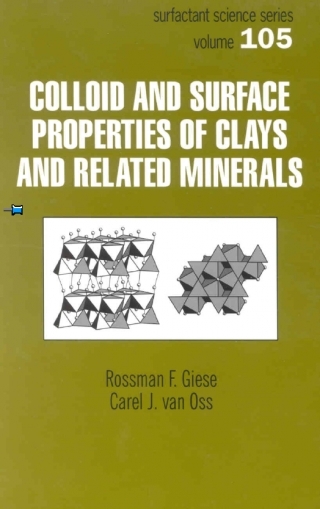 surfactant science series
volume 105
COLLOID AND SURFACE
PROPERTIES OF CLAYS
AND RELATED MINERALS
Rossman F. Giese
Carel J. van Oss